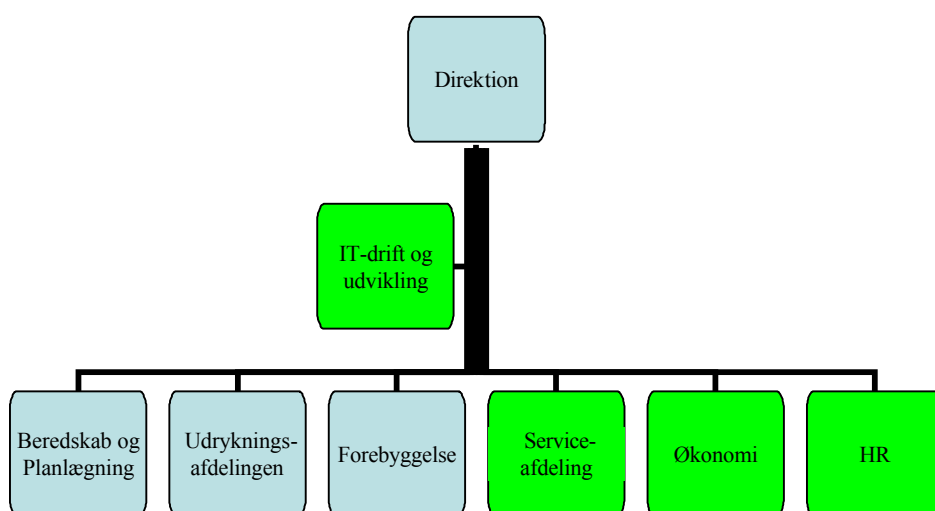 Direktion
IT-drift og
udvikling
Beredskab og
Planlægning
Udryknings-
afdelingen
Forebyggelse
Service-
afdeling
Økonomi
HR